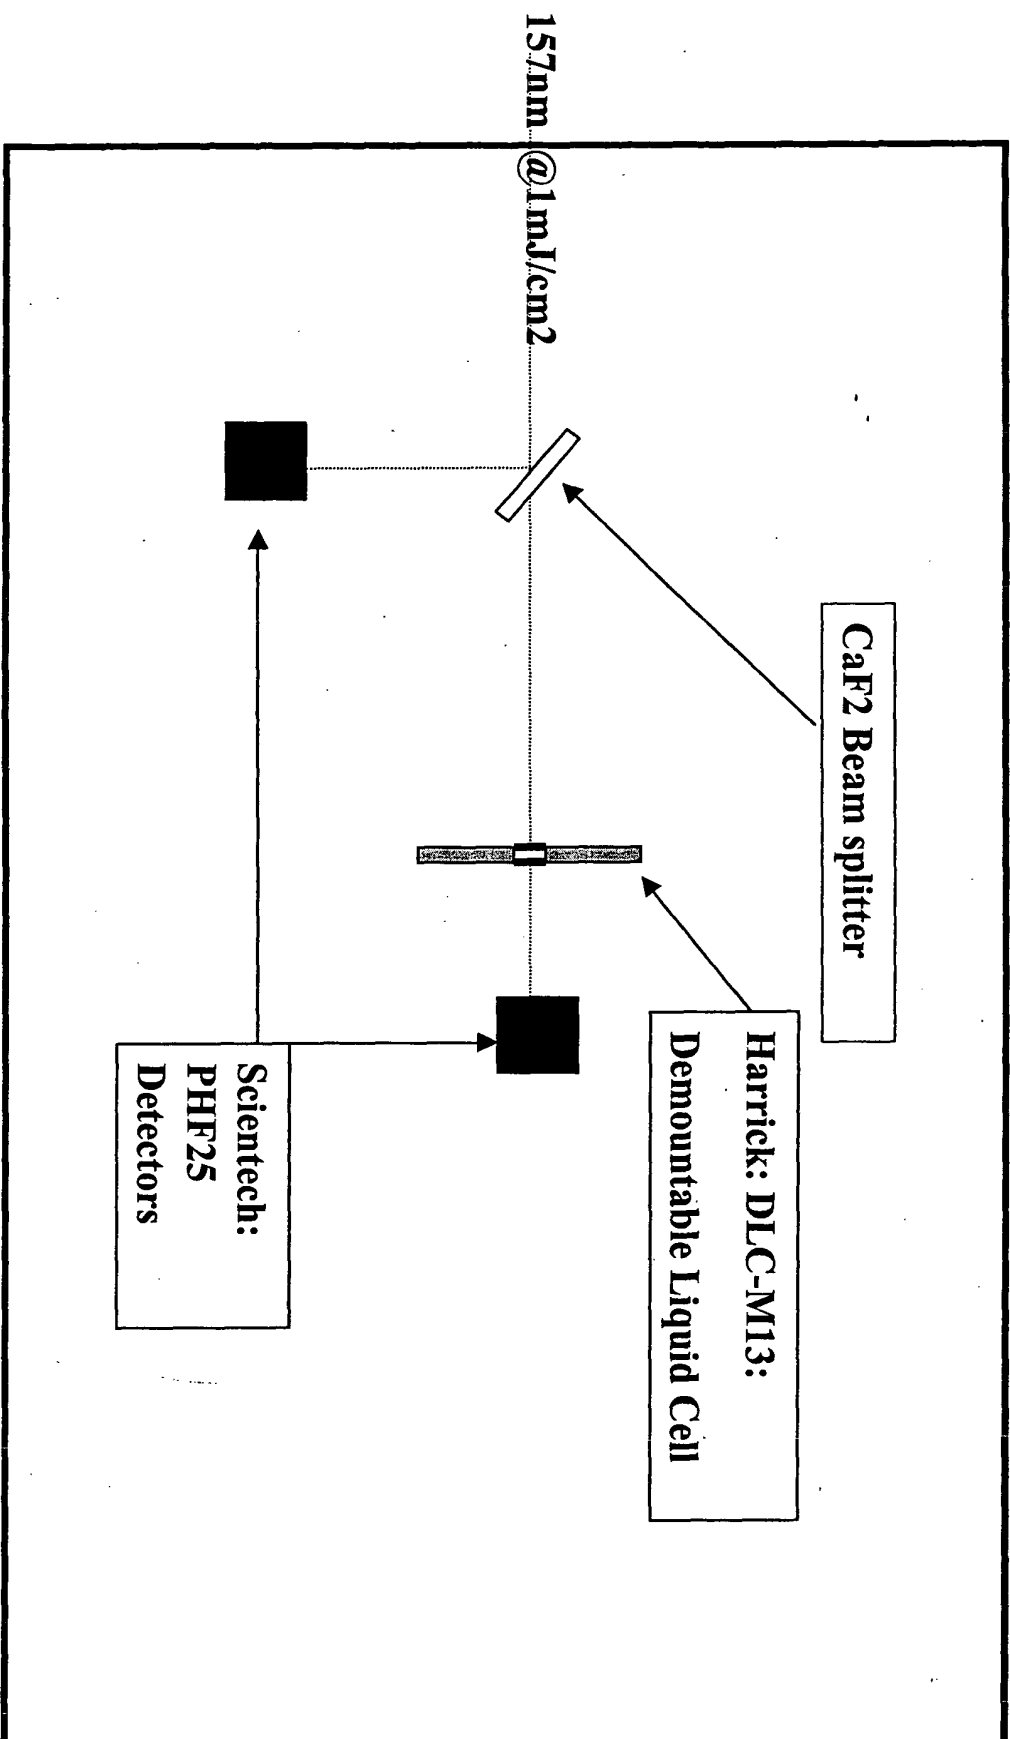 157nm @1mJ/cm2
CaF2 Beam splitter
Harrick: DLC-M13:
Demountable Liquid Cell
Scientech:
PHF25
Detectors